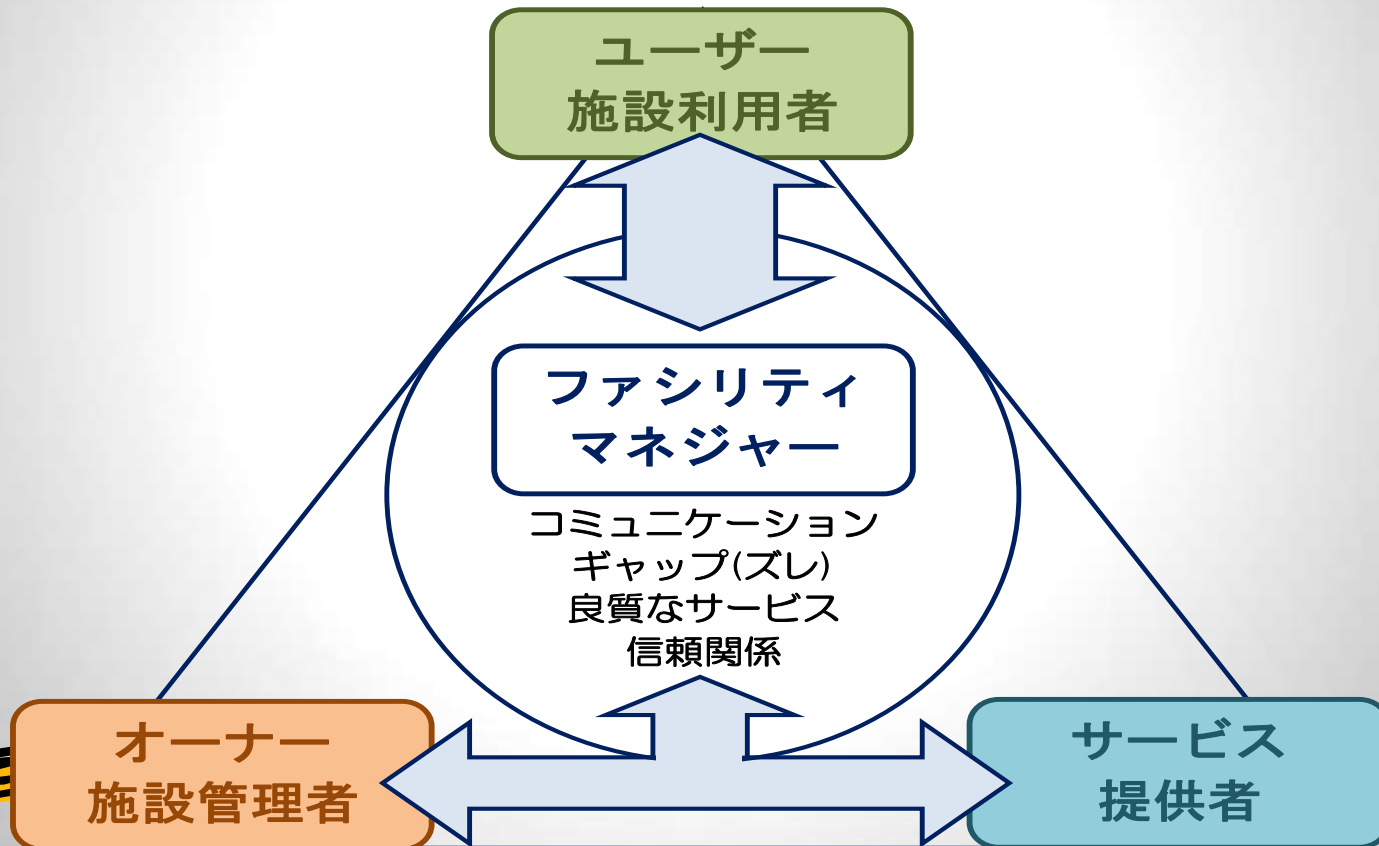 ユーザー
施設利用者
ファシリティ
マネジャー
コミュニケーション
ギャップ(ズレ)
良質なサービス
信頼関係
オーナー
施設管理者
サービス
提供者